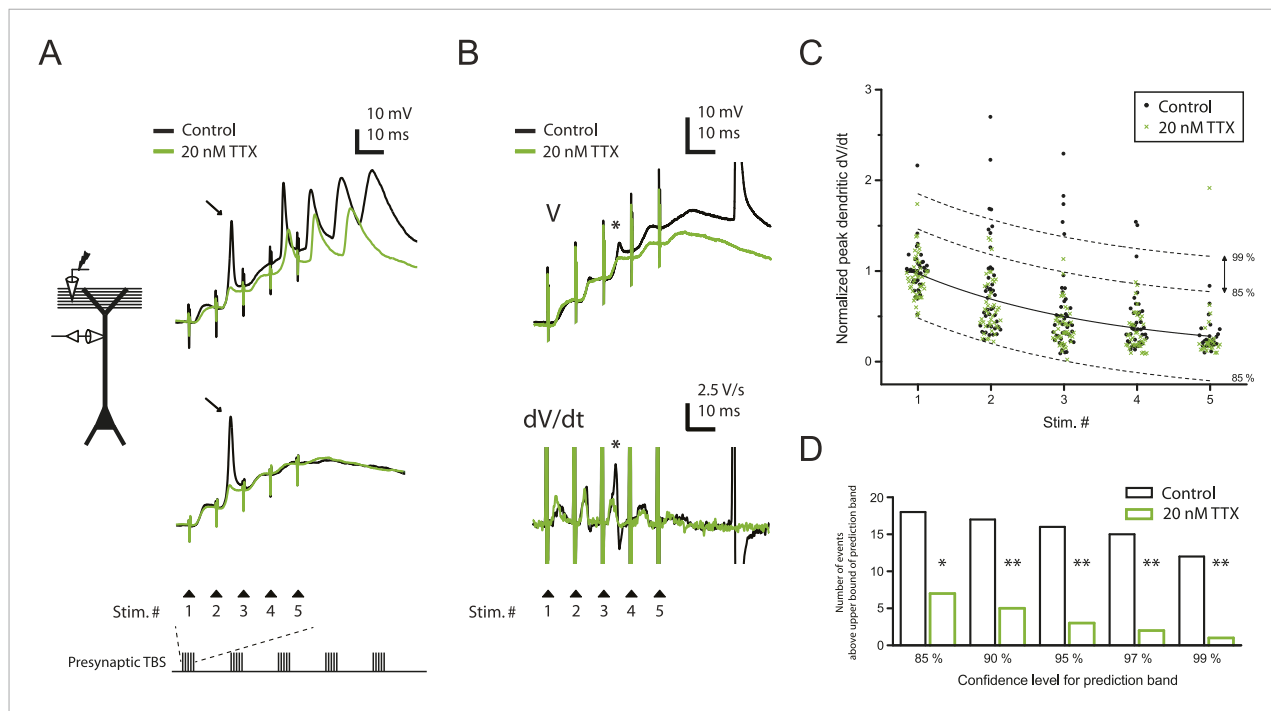 A
10 mV
10 ms
Control
20 nM TTX
Stim. #
1 2 3 4 5
Presynaptic TBS
B
10 mV
10 ms
Control
20 nM TTX
V
*
2.5 V/s
10 ms
dV/dt
*
1 2 3 4 5
C
Normalized peak dendritic dV/dt
3
2
1
0
Control
20 nM TTX
99 %
85 %
85 %
1 2 3 4 5
Stim. #
D
Number of events
above upper bound of prediction band
20
15
10
5
0
Control
20 nM TTX
* ** ** ** **
85 % 90 % 95 % 97 % 99 %
Confidence level for prediction band